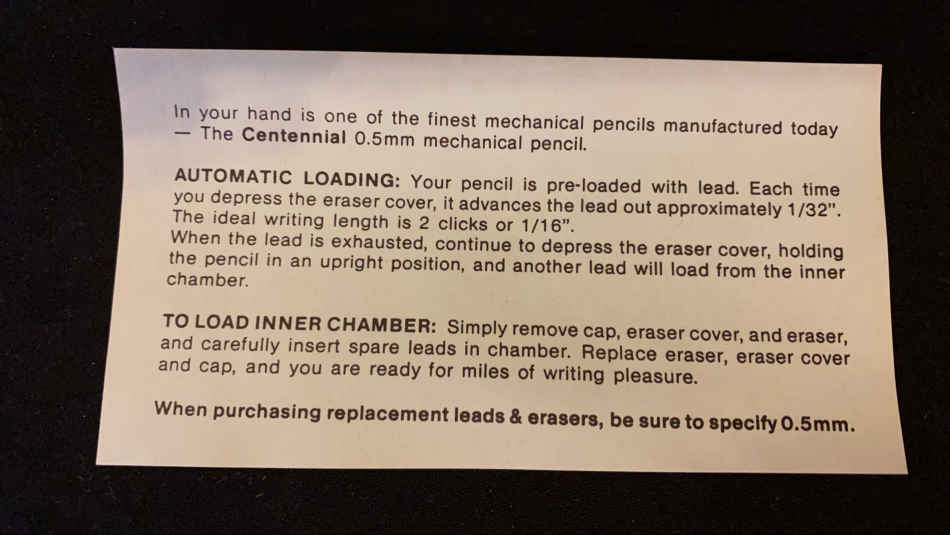 In your hand is one of the finest mechanical pencils manufactured today
— The Centennial 0.5mm mechanical pencil.
AUTOMATIC LOADING: Your pencil is pre-loaded with lead. Each time
you depress the eraser cover, it advances the lead out approximately 1/32".
The ideal writing length is 2 clicks or 1/16".
When the lead is exhausted, continue to depress the eraser cover, holding
the pencil in an upright position, and another lead will load from the inner
chamber.
TO LOAD INNER CHAMBER: Simply remove cap, eraser cover, and eraser,
and carefully insert spare leads in chamber. Replace eraser, eraser cover
and cap, and you are ready for miles of writing pleasure.
When purchasing replacement leads & erasers, be sure to specify 0.5mm.